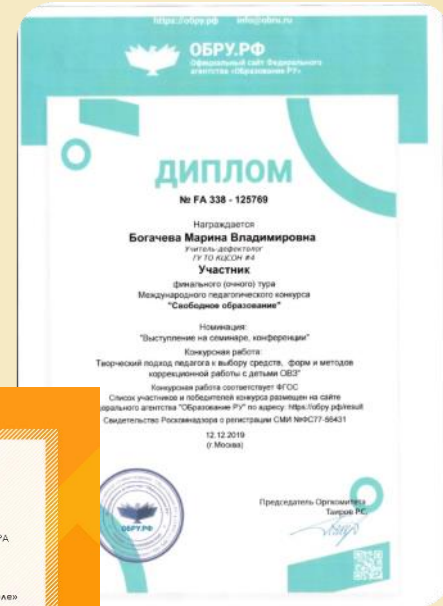 https://обру.рф info@obru.ru
ОБРУ.РФ
Официальный сайт Федерального
агентства «Образование РУ»
ДИПЛОМ
№ FA 338 - 125769
Награждается
Богачева Марина Владимировна
Учитель-дефектолог
ГУ ТО КЦСОН #4
Участник
финального (очного) тура
Международного педагогического конкурса
"Свободное образование"
Номинация:
"Выступление на семинаре, конференции"
Конкурсная работа:
Творческий подход педагога к выбору средств, форм и методов
коррекционной работы с детьми ОВЗ"
Конкурсная работа соответствует ФГОС
Список участников и победителей конкурса размещен на сайте
дерального агентства "Образование РУ" по адресу: https://обру.рф/result
Свидетельство Роскомнадзора о регистрации СМИ №ФС77-56431
12.12.2019
(г.Москва)
Председатель Оргкомитета
Таиров Р.С.
ОБРУ.РФ
РА
ле»